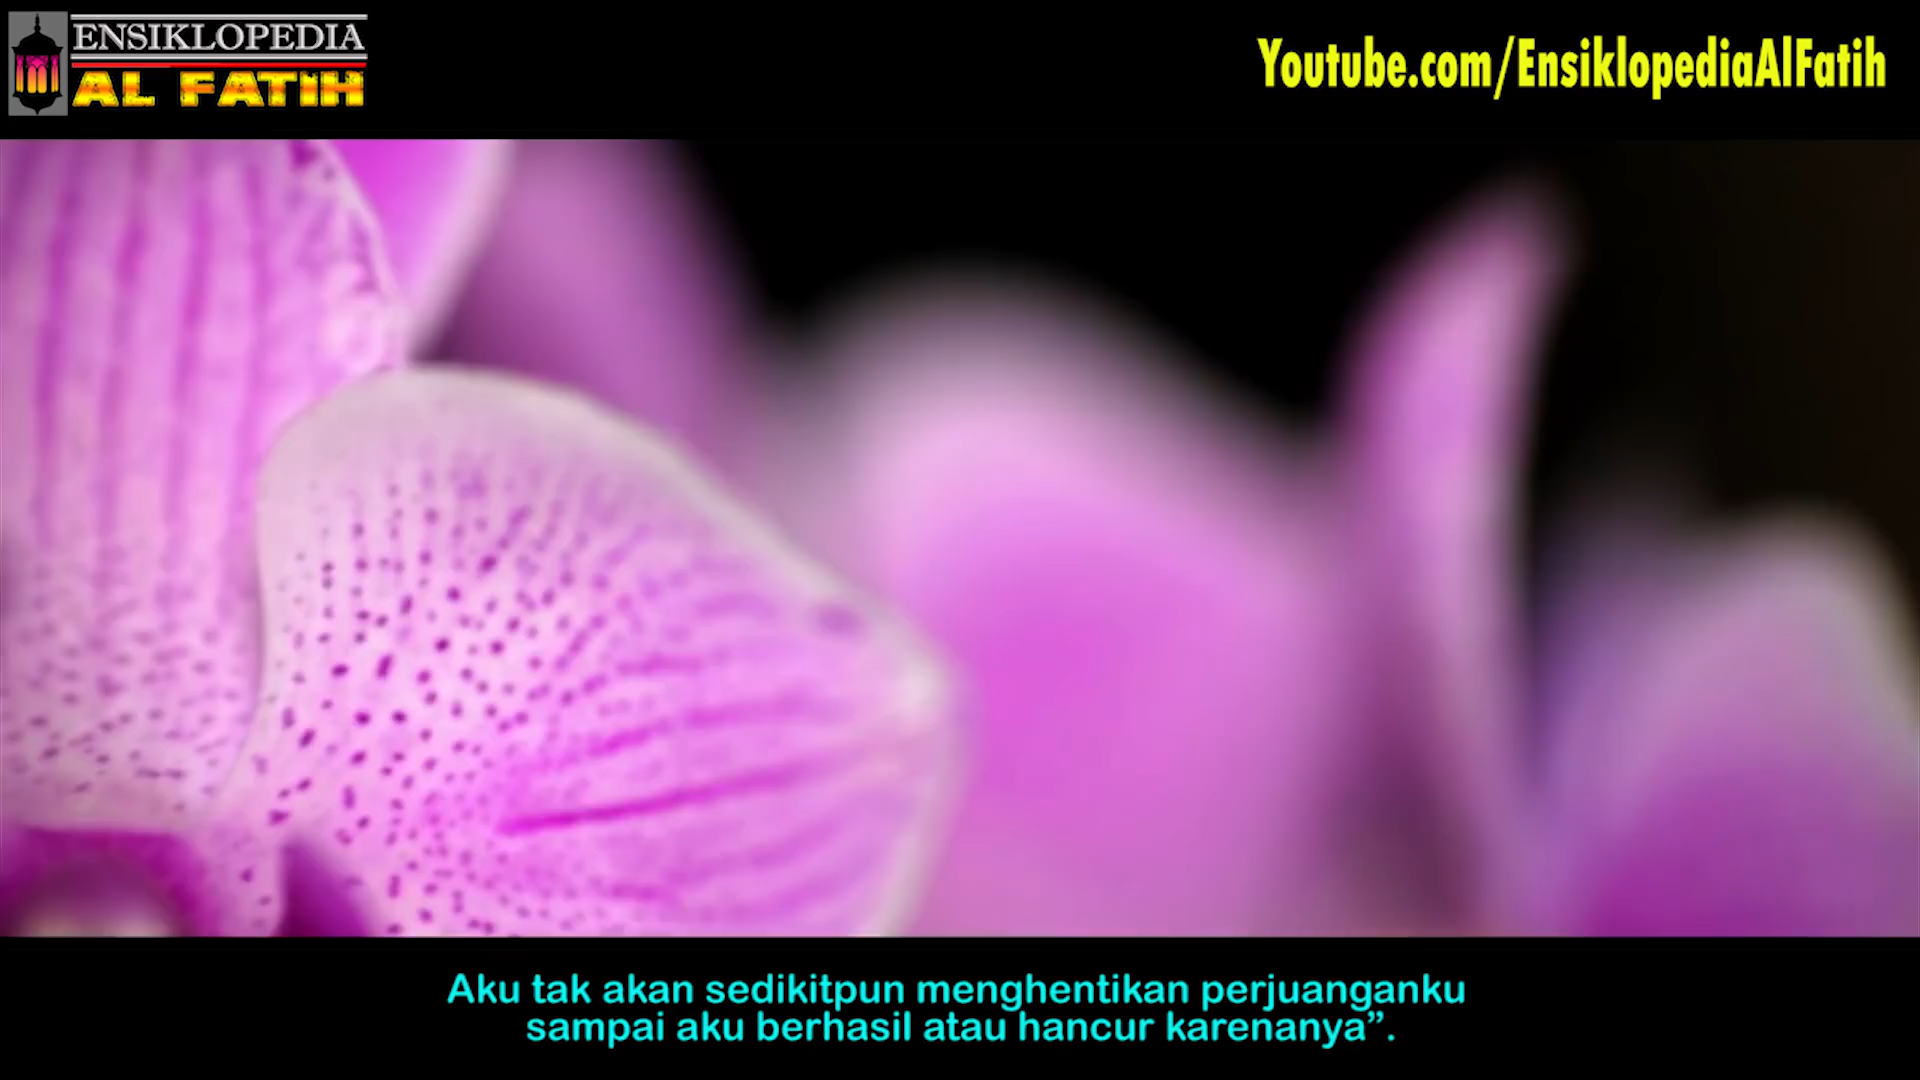 ENSIKLOPEDIA
AL FATIH
Youtube.com/EnsiklopediaAlFatih
Aku tak akan sedikitpun menghentikan perjuanganku
sampai aku berhasil atau hancur karenanya”.